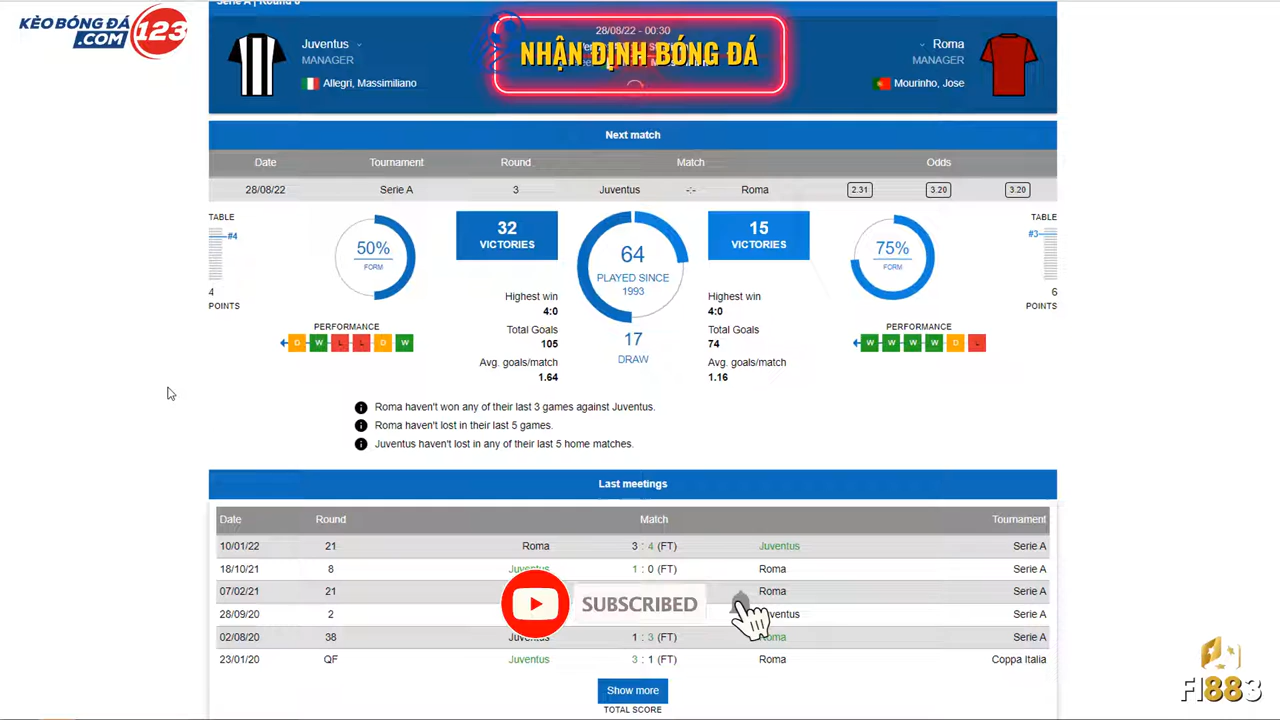 KÈO BÓNG ĐÁ
.COM 123
Serie A | Round 3
28/08/22 - 00:30
NHẬN ĐỊNH BÓNG ĐÁ
Juventus
MANAGER
Allegri, Massimiliano
Roma
MANAGER
Mourinho, Jose
Next match
Date Tournament Round Match Odds
28/08/22 Serie A 3 Juventus -:- Roma 2.31 3.20 3.20
TABLE
#4
4
POINTS
50%
FORM
PERFORMANCE
D W L L D W
32
VICTORIES
Highest win
4:0
Total Goals
105
Avg. goals/match
1.64
64
PLAYED SINCE
1993
17
DRAW
15
VICTORIES
Highest win
4:0
Total Goals
74
Avg. goals/match
1.16
75%
FORM
PERFORMANCE
W W W W D L
TABLE
#3
6
POINTS
Roma haven't won any of their last 3 games against Juventus.
Roma haven't lost in their last 5 games.
Juventus haven't lost in any of their last 5 home matches.
Last meetings
Date Round Match Tournament
10/01/22 21 Roma 3 : 4 (FT) Juventus Serie A
18/10/21 8 Juventus 1 : 0 (FT) Roma Serie A
07/02/21 21 Roma Serie A
28/09/20 2 Serie A
02/08/20 38 Juventus 1 : 3 (FT) Roma Serie A
23/01/20 QF Juventus 3 : 1 (FT) Roma Coppa Italia
SUBSCRIBED
Show more
TOTAL SCORE
FI883